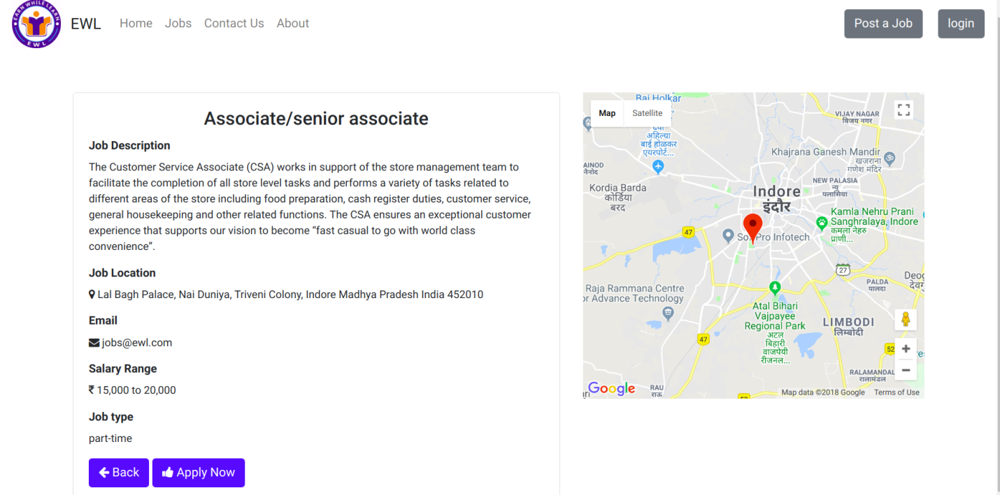 EARN WHILE LEARN
EWL
EWL
Home
Jobs
Contact Us
About
Post a Job
login
Associate/senior associate
Job Description
The Customer Service Associate (CSA) works in support of the store management team to
facilitate the completion of all store level tasks and performs a variety of tasks related to
different areas of the store including food preparation, cash register duties, customer service,
general housekeeping and other related functions. The CSA ensures an exceptional customer
experience that supports our vision to become “fast casual to go with world class
convenience”.
Job Location
Lal Bagh Palace, Nai Duniya, Triveni Colony, Indore Madhya Pradesh India 452010
Email
jobs@ewl.com
Salary Range
₹ 15,000 to 20,000
Job type
part-time
Back
Apply Now
Bai Holkar
Map
Satellite
अहिल्या
बाई होळकर
एयरपोर्ट...
VIJAY NAGAR
विजय नगर
Khajrana Ganesh Mandir
खजराना
गणेश मंदिर
AINOD
नैनोद
Kordia Barda
कोर्डिया
बरद
NEW PALASIA
न्यू
पलासिया
Indore
इंदौर
Kamla Nehru Prani
Sanghralaya, Indore
कमला नेहरु
प्राणी...
47
Pro Infotech
27
PALDA
पालदा
Raja Rammana Centre
or Advance Technology
Atal Bihari
Vajpayee
Regional Park
अटल
बिहारी
वाजपेयी
रीजनल...
LIMBODI
लिम्बोदी
47
52
RALAMANDAL
रालामंडल
RAU
राऊ
Google
Map data ©2018 Google
Terms of Use